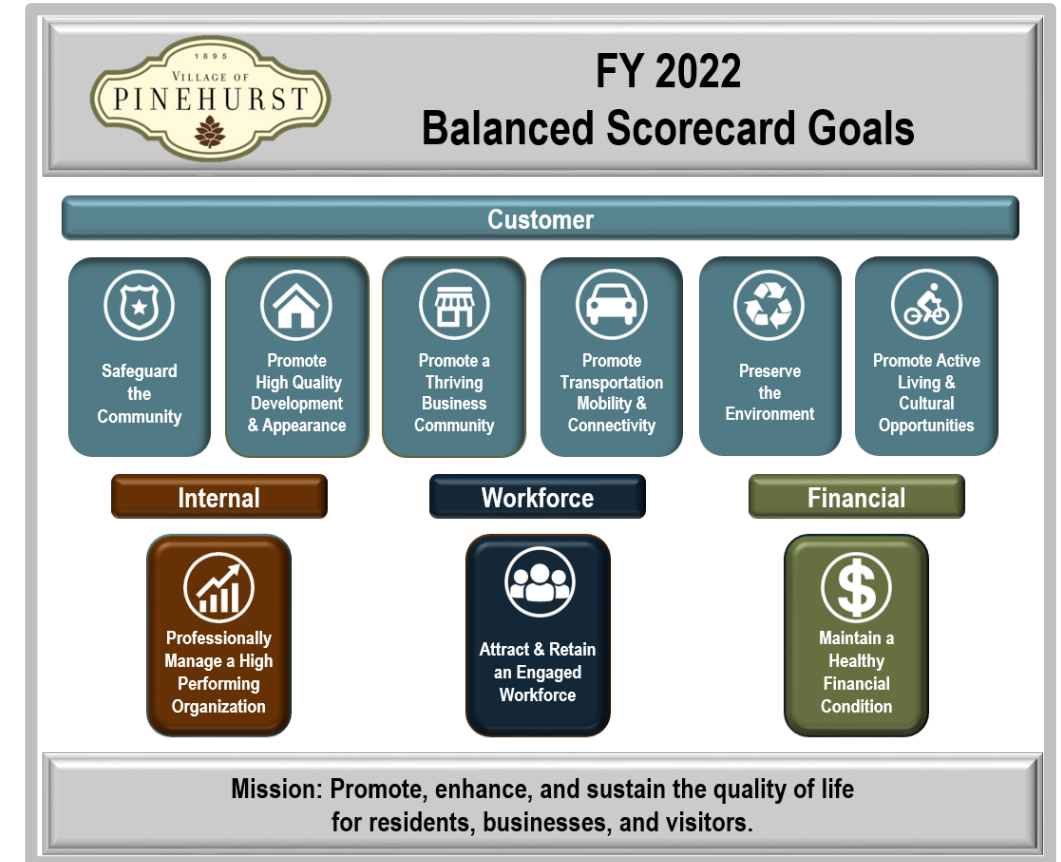 1895
VILLAGE OF
PINEHURST
FY 2022
Balanced Scorecard Goals
Customer
Safeguard
the
Community
Promote
High Quality
Development
& Appearance
Promote a
Thriving
Business
Community
Promote
Transportation
Mobility &
Connectivity
Preserve
the
Environment
Promote Active
Living &
Cultural
Opportunities
Internal
Workforce
Financial
Professionally
Manage a High
Performing
Organization
Attract & Retain
an Engaged
Workforce
$
Maintain a
Healthy
Financial
Condition
Mission: Promote, enhance, and sustain the quality of life
for residents, businesses, and visitors.